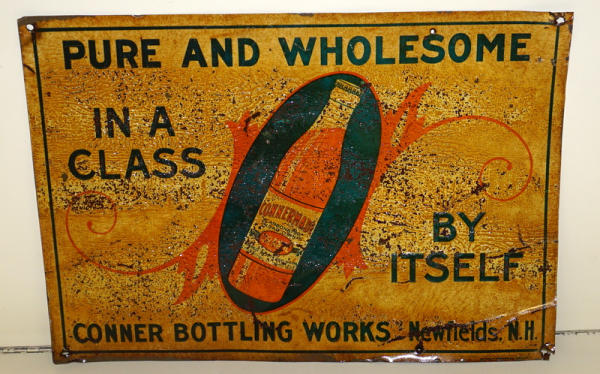 PURE AND WHOLESOME
IN A
CLASS
BY
ITSELF
CONNER BOTTLING WORKS Newfields, N.H.